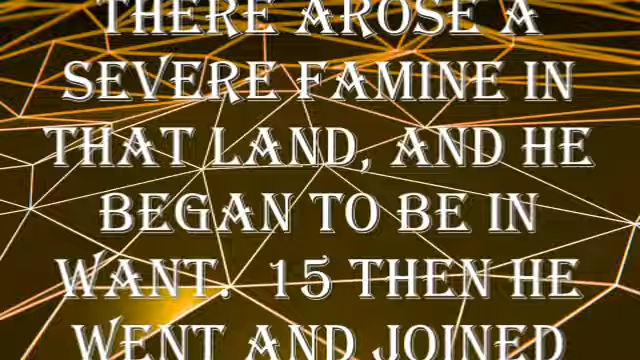 THERE AROSE A
SEVERE FAMINE IN
THAT LAND, AND HE
BEGAN TO BE IN
WANT.  15 THEN HE
WENT AND JOINED